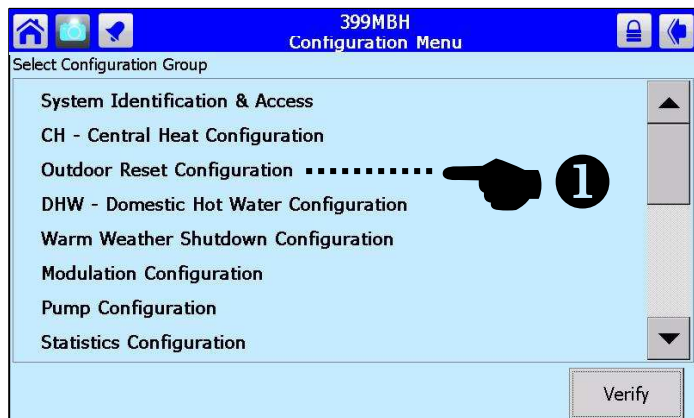 399MBH
Configuration Menu
Select Configuration Group
System Identification & Access
CH - Central Heat Configuration
Outdoor Reset Configuration ...........
❶
DHW - Domestic Hot Water Configuration
Warm Weather Shutdown Configuration
Modulation Configuration
Pump Configuration
Statistics Configuration
Verify